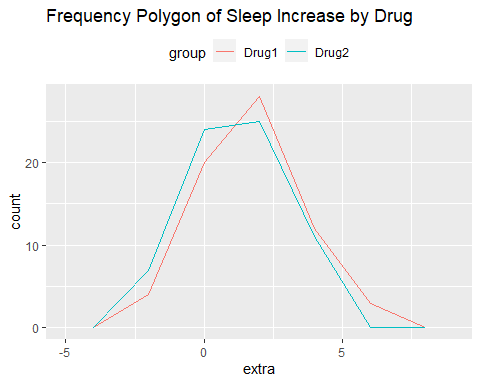 Frequency Polygon of Sleep Increase by Drug
group Drug1 Drug2
count
20
10
0
-5 0 5
extra